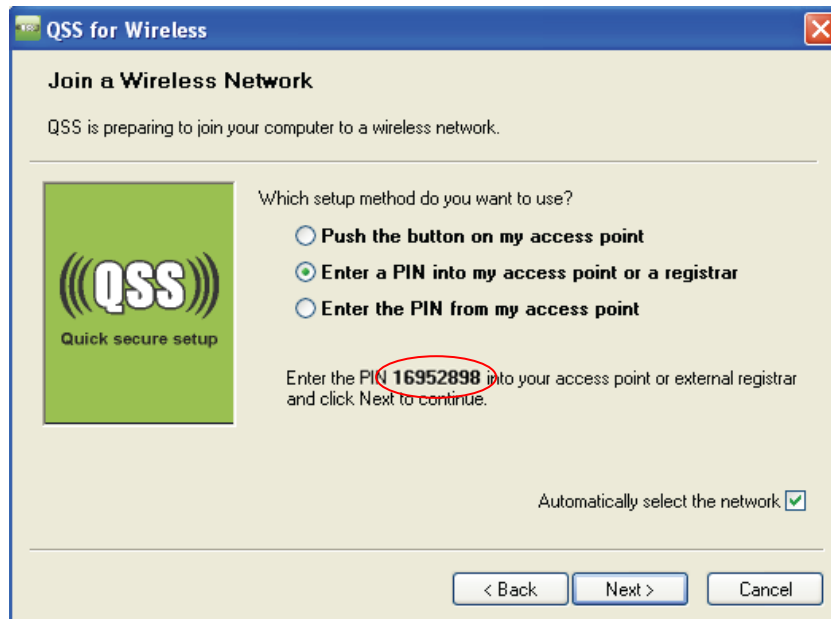 QSS for Wireless
Join a Wireless Network
QSS is preparing to join your computer to a wireless network.
Which setup method do you want to use?
Push the button on my access point
Enter a PIN into my access point or a registrar
Enter the PIN from my access point
(((QSS)))
Quick secure setup
Enter the PIN 16952898 into your access point or external registrar
and click Next to continue.
Automatically select the network
< Back Next > Cancel